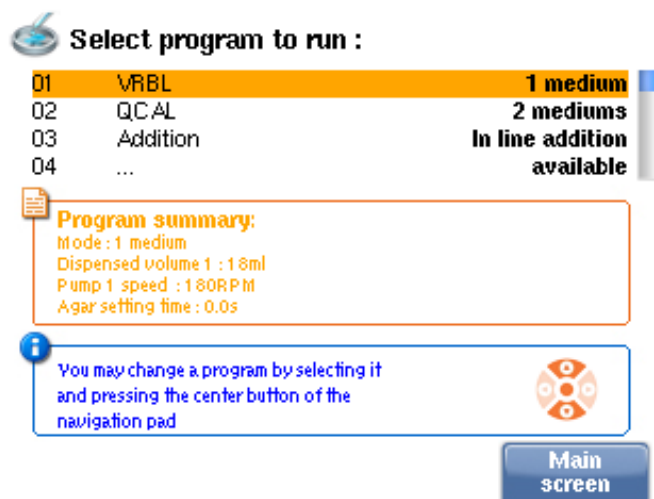 Select program to run :
01 VRBL 1 medium
02 QCAL 2 mediums
03 Addition In line addition
04 ... available
Program summary:
Mode : 1 medium
Dispensed volume 1 : 18ml
Pump 1 speed : 180RPM
Agar setting time : 0.0s
i
You may change a program by selecting it
and pressing the center button of the
navigation pad
Main
screen